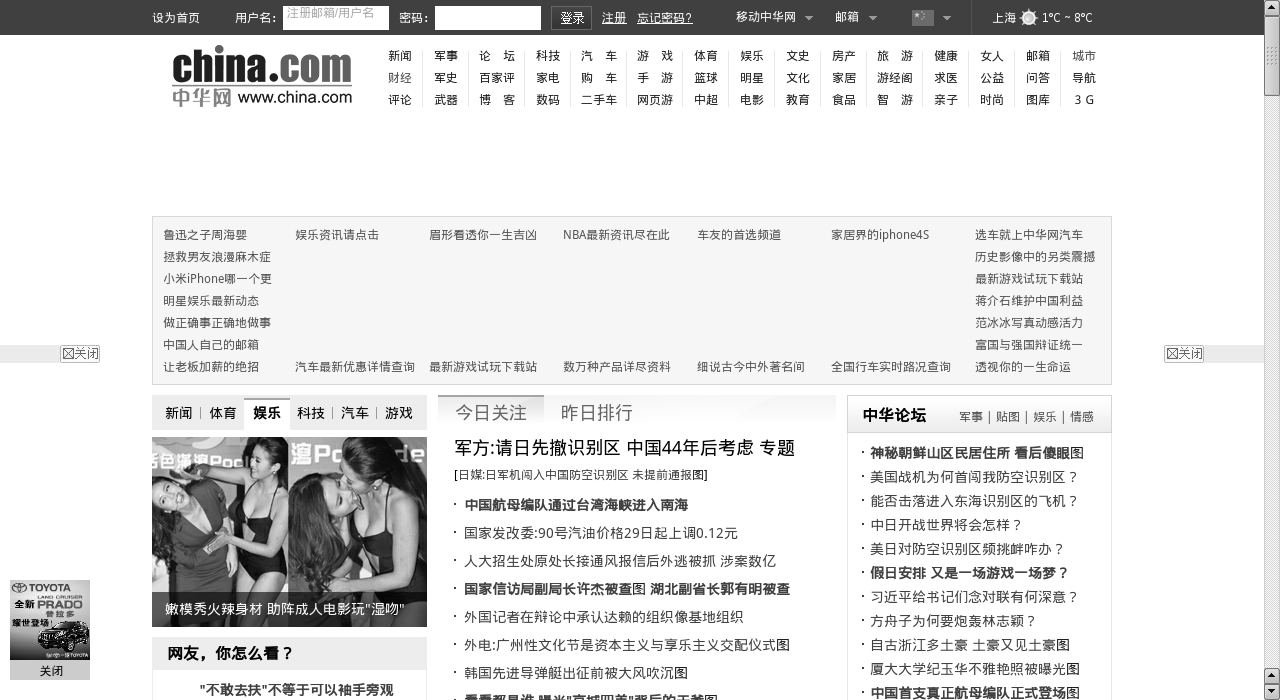 设为首页 用户名: 注册邮箱/用户名 密码: 登录 注册 忘记密码? 移动中华网 邮箱 上海 1°C ~ 8°C
china.com
中华网 www.china.com
新闻 军事 论 坛 科技 汽 车 游 戏 体育 娱乐 文史 房产 旅 游 健康 女人 邮箱 城市
财经 军史 百家评 家电 购 车 手 游 篮球 明星 文化 家居 游经阁 求医 公益 问答 导航
评论 武器 博 客 数码 二手车 网页游 中超 电影 教育 食品 智 游 亲子 时尚 图库 3 G
鲁迅之子周海婴 娱乐资讯请点击 眉形看透你一生吉凶 NBA最新资讯尽在此 车友的首选频道 家居界的iphone4S 选车就上中华网汽车
拯救男友浪漫麻木症 历史影像中的另类震撼
小米iPhone哪一个更 最新游戏试玩下载站
明星娱乐最新动态 蒋介石维护中国利益
做正确事正确地做事 范冰冰写真动感活力
中国人自己的邮箱 富国与强国辩证统一
让老板加薪的绝招 汽车最新优惠详情查询 最新游戏试玩下载站 数万种产品详尽资料 细说古今中外著名间 全国行车实时路况查询 透视你的一生命运
关闭
关闭
新闻 | 体育 娱乐 科技 | 汽车 | 游戏
嫩模秀火辣身材 助阵成人电影玩"湿吻"
网友，你怎么看？
"不敢去扶"不等于可以袖手旁观
今日关注 昨日排行
军方:请日先撤识别区 中国44年后考虑 专题
[日媒:日军机闯入中国防空识别区 未提前通报图]
· 中国航母编队通过台湾海峡进入南海
· 国家发改委:90号汽油价格29日起上调0.12元
· 人大招生处原处长接通风报信后外逃被抓 涉案数亿
· 国家信访局副局长许杰被查图 湖北副省长郭有明被查
· 外国记者在辩论中承认达赖的组织像基地组织
· 外电:广州性文化节是资本主义与享乐主义交配仪式图
· 韩国先进导弹艇出征前被大风吹沉图
中华论坛 军事 | 贴图 | 娱乐 | 情感
· 神秘朝鲜山区民居住所 看后傻眼图
· 美国战机为何首闯我防空识别区？
· 能否击落进入东海识别区的飞机？
· 中日开战世界将会怎样？
· 美日对防空识别区频挑衅咋办？
· 假日安排 又是一场游戏一场梦？
· 习近平给书记们念对联有何深意？
· 方舟子为何要炮轰林志颖？
· 自古浙江多土豪 土豪又见土豪图
· 厦大大学纪玉华不雅艳照被曝光图
· 中国首支真正航母编队正式登场图
TOYOTA
LAND CRUISER
全新 PRADO
普拉多
耀世登场!
关闭